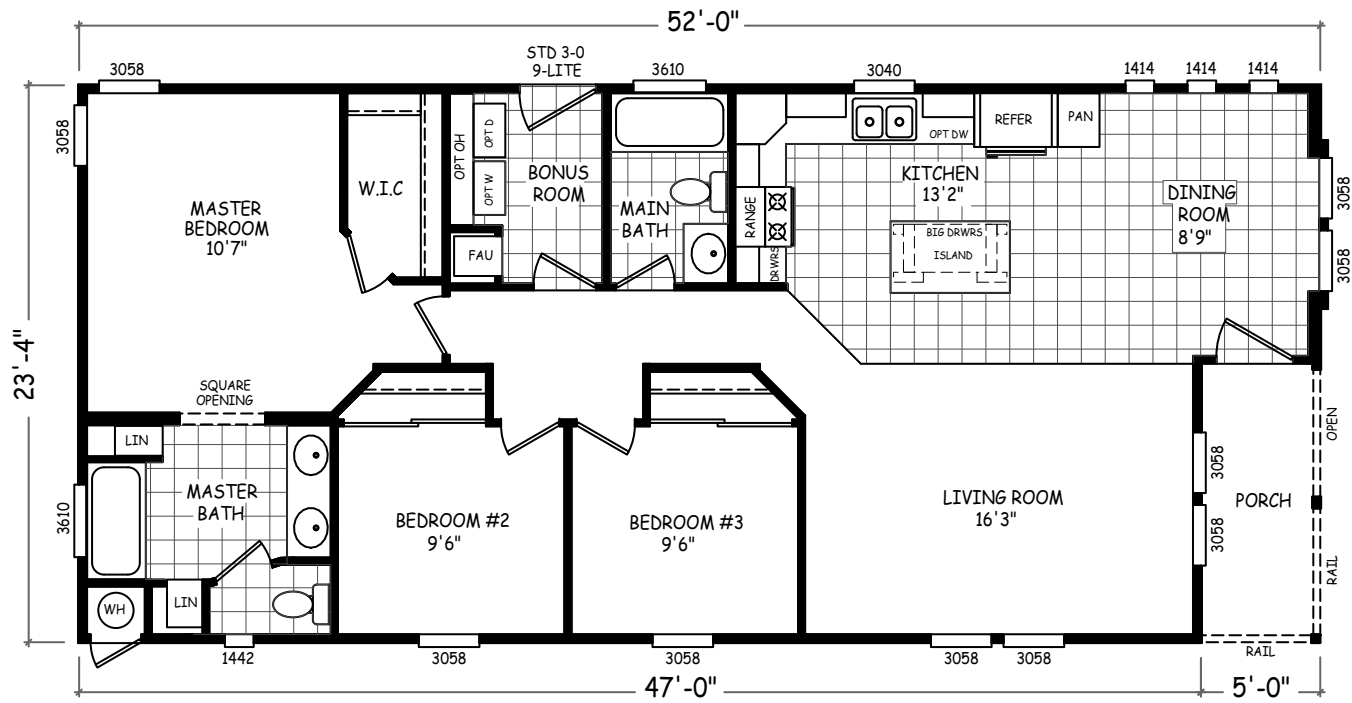 52'-0"
STD 3-0
9-LITE
3058
3610
3040
1414
1414
1414
3058
OPT OH
OPT D
OPT W
BONUS
ROOM
FAU
W.I.C
MASTER
BEDROOM
10'7"
MAIN
BATH
RANGE
DRWRS
OPT DW
REFER
PAN
KITCHEN
13'2"
BIG DRWRS
ISLAND
DINING
ROOM
8'9"
3058
3058
23'-4"
SQUARE
OPENING
LIN
MASTER
BATH
3610
LIN
WH
BEDROOM #2
9'6"
BEDROOM #3
9'6"
LIVING ROOM
16'3"
3058
3058
PORCH
OPEN
RAIL
1442
3058
3058
3058
3058
RAIL
47'-0"
5'-0"